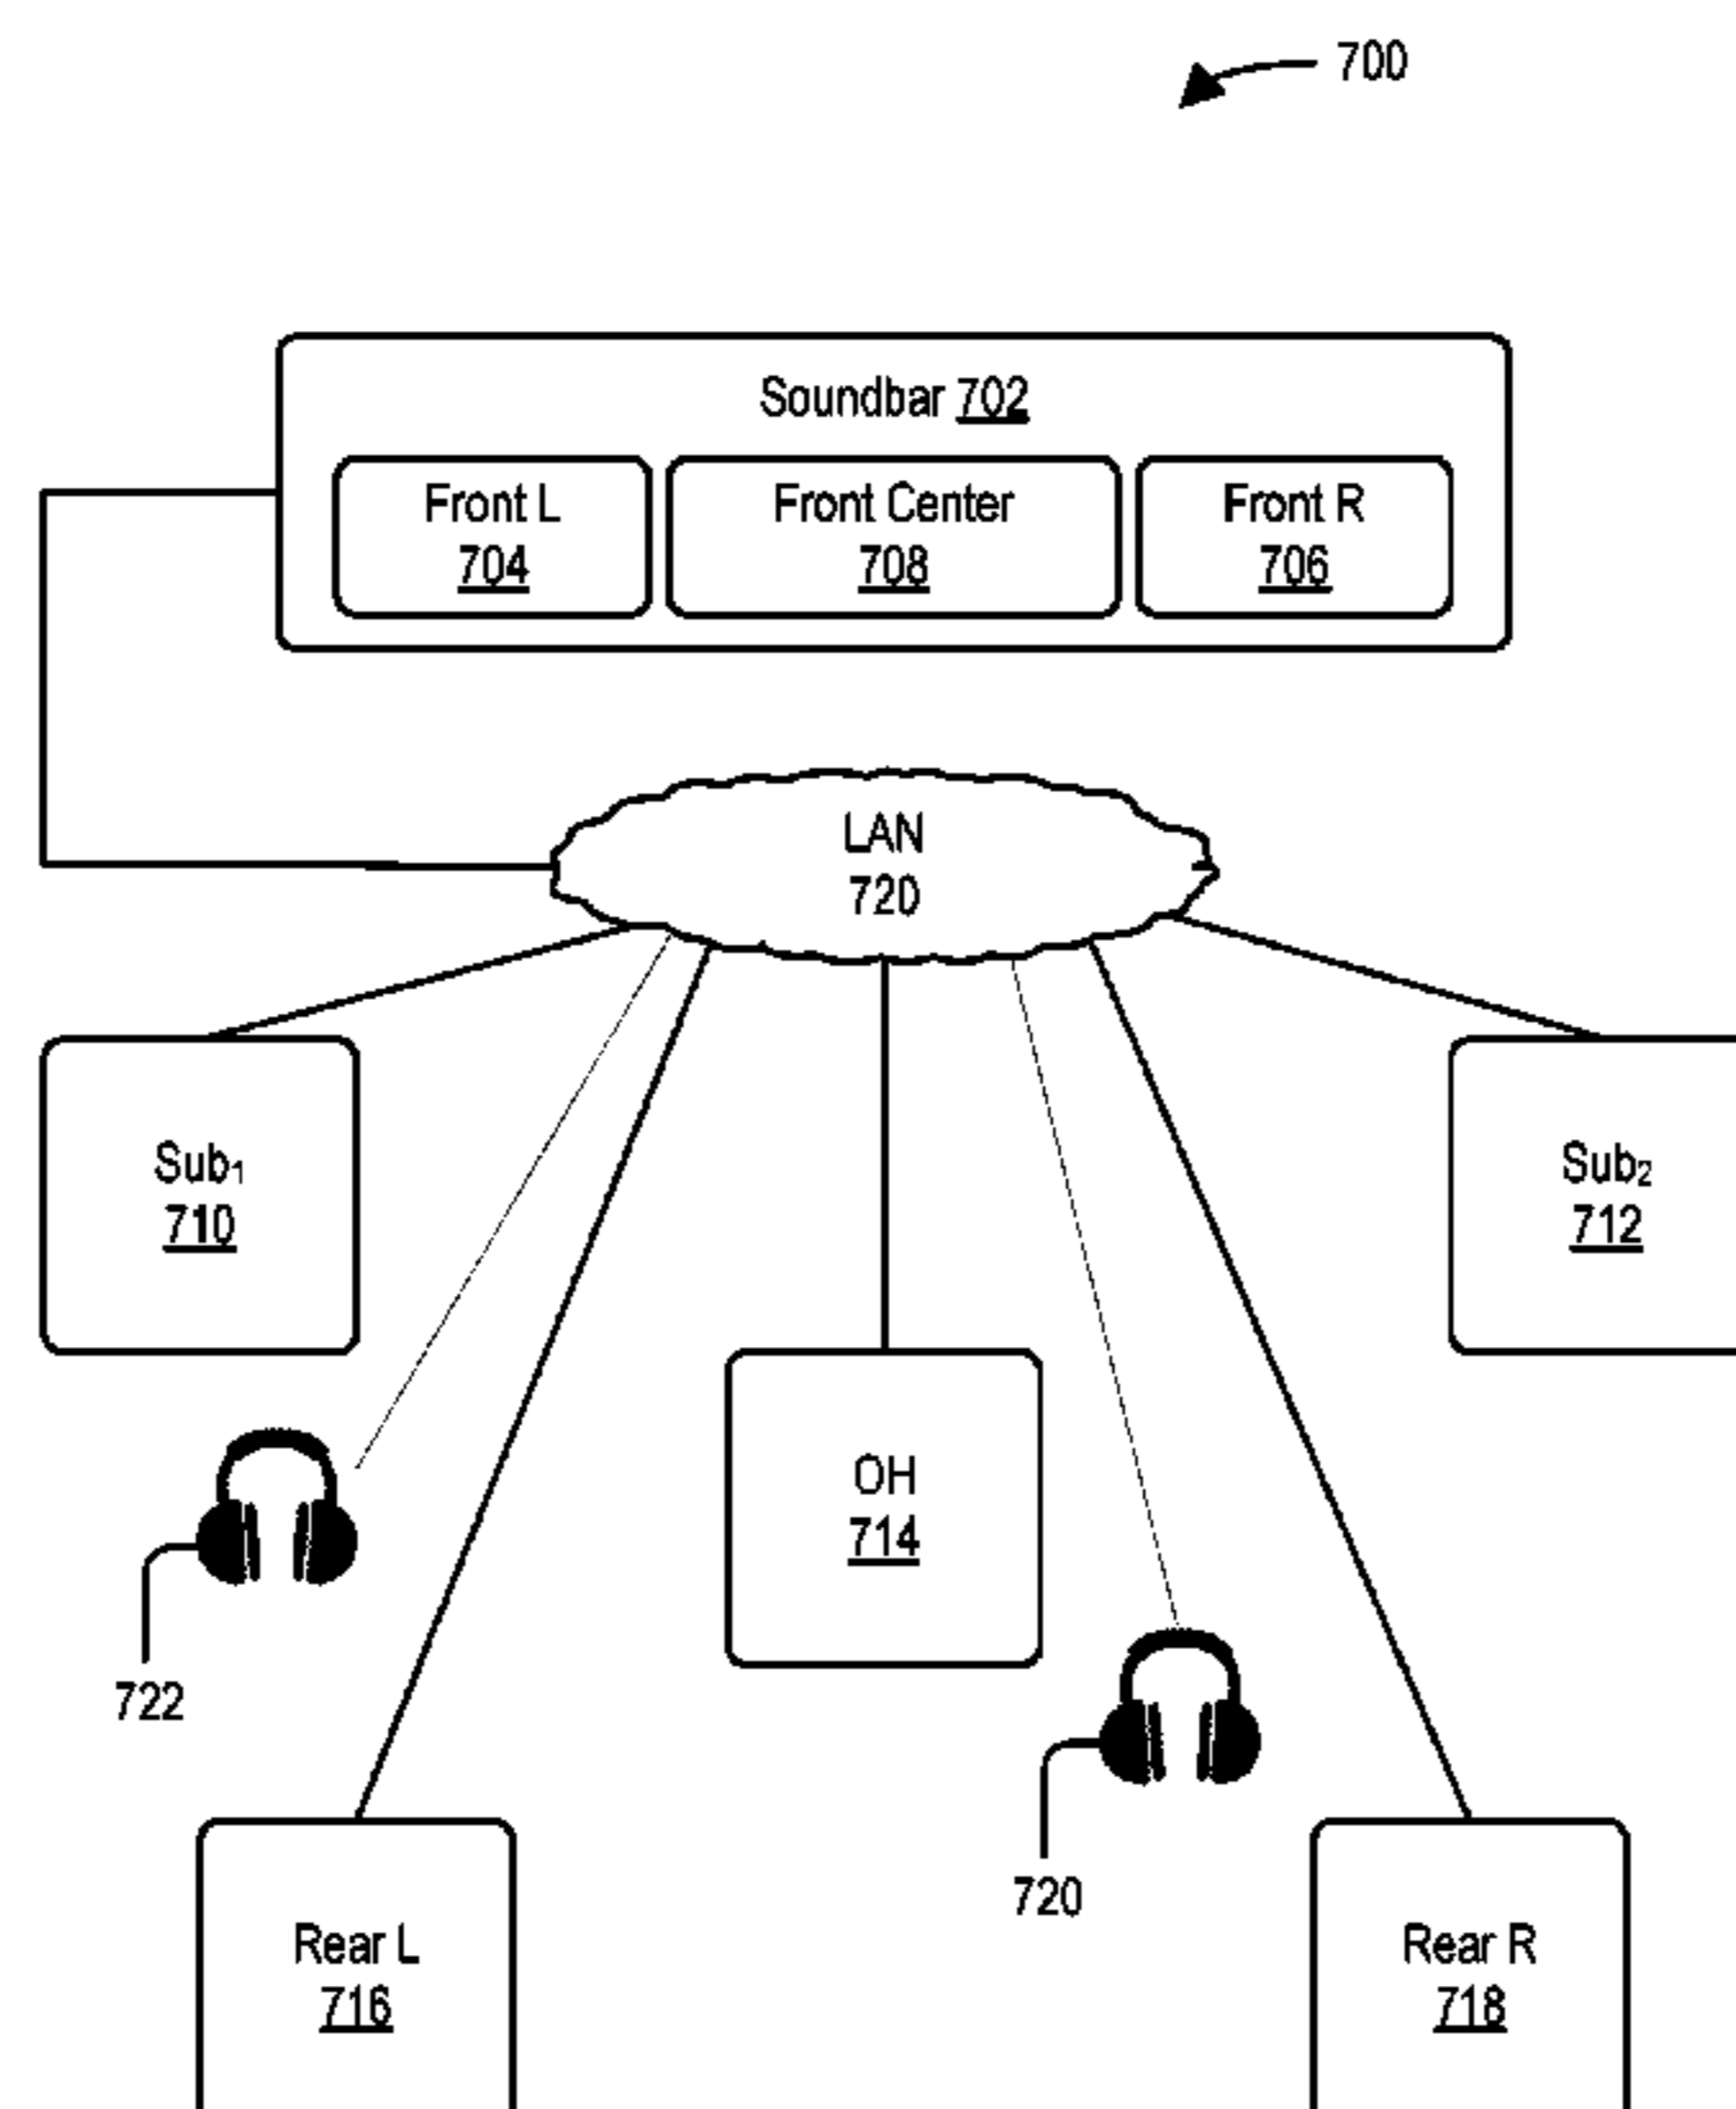 700
Soundbar 702
Front L
704
Front Center
708
Front R
706
LAN
720
Sub₁
710
Sub₂
712
OH
714
722
720
Rear L
716
Rear R
718